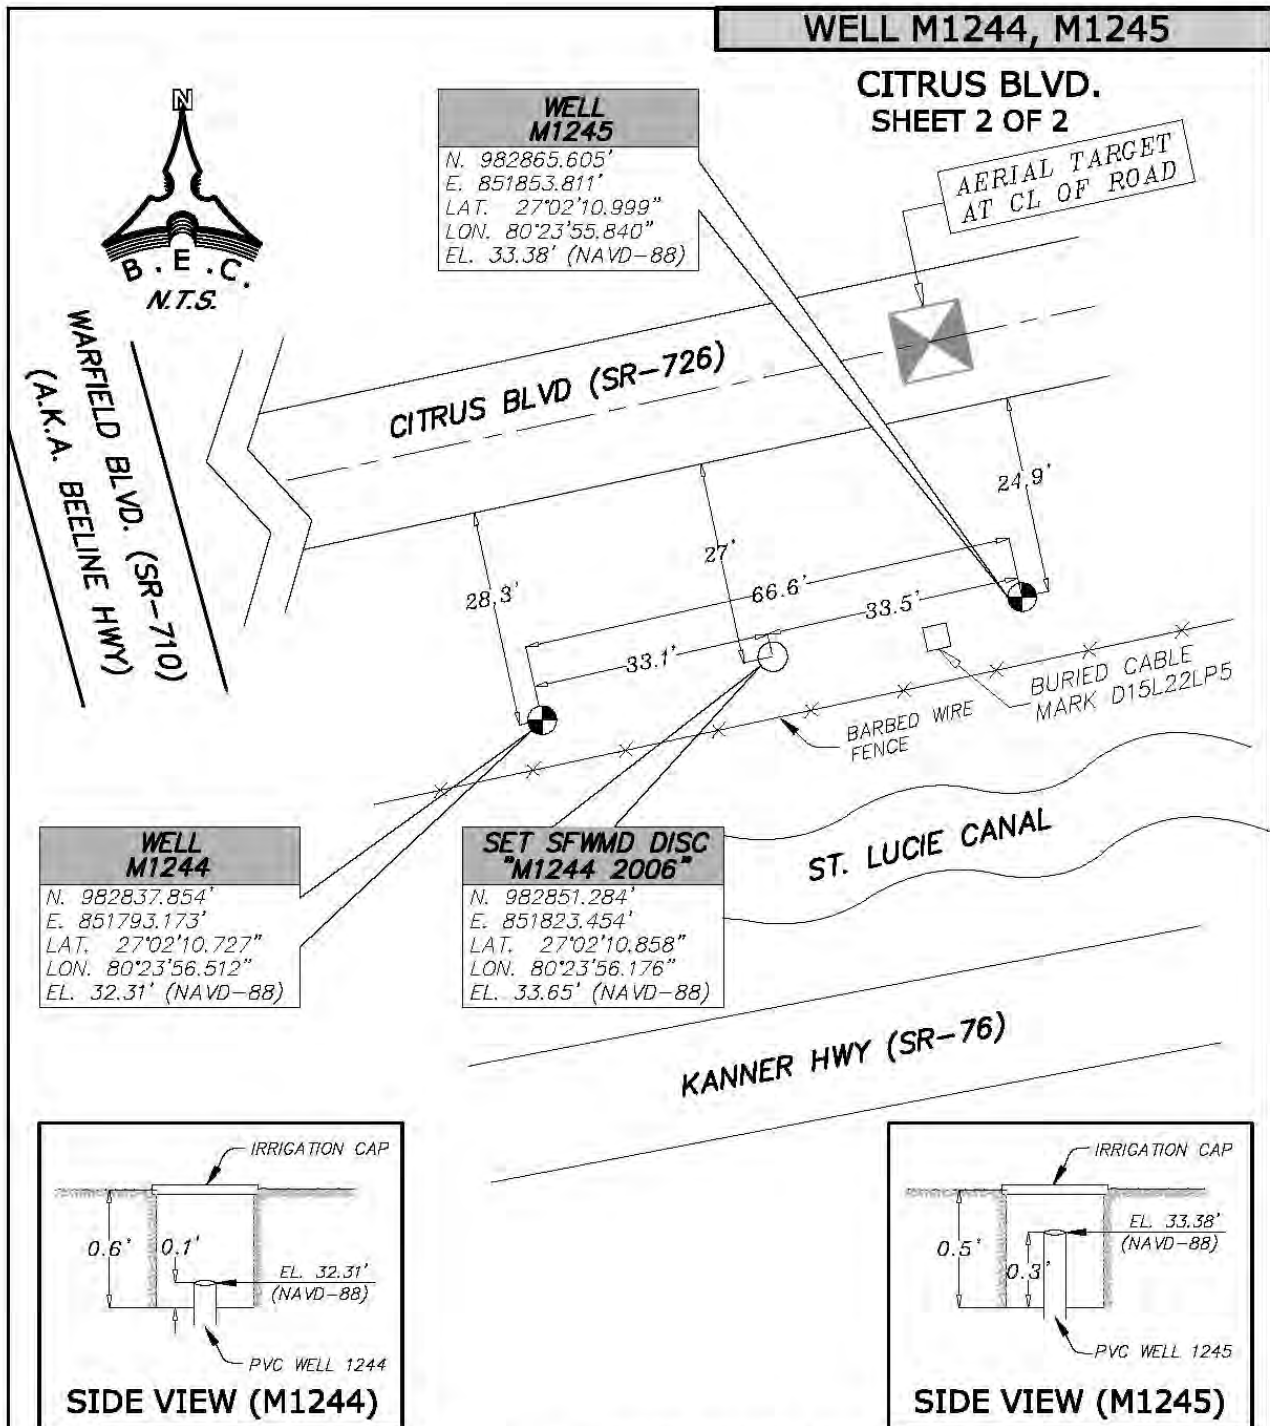 WELL M1244, M1245
CITRUS BLVD.
SHEET 2 OF 2
N
B . E . C.
N.T.S.
WELL
M1245
N. 982865.605'
E. 851853.811'
LAT. 27°02'10.999"
LON. 80°23'55.840"
EL. 33.38' (NAVD-88)
AERIAL TARGET
AT CL OF ROAD
WARFIELD BLVD. (SR-710)
(A.K.A. BEELINE HWY)
CITRUS BLVD (SR-726)
28.3'
27'
24.9'
66.6'
33.1'
33.5'
BURIED CABLE
MARK D15L22LP5
BARBED WIRE
FENCE
ST. LUCIE CANAL
WELL
M1244
N. 982837.854'
E. 851793.173'
LAT. 27°02'10.727"
LON. 80°23'56.512"
EL. 32.31' (NAVD-88)
SET SFWMD DISC
"M1244 2006"
N. 982851.284'
E. 851823.454'
LAT. 27°02'10.858"
LON. 80°23'56.176"
EL. 33.65' (NAVD-88)
KANNER HWY (SR-76)
IRRIGATION CAP
0.6'
0.1'
EL. 32.31'
(NAVD-88)
PVC WELL 1244
SIDE VIEW (M1244)
IRRIGATION CAP
0.5'
0.3'
EL. 33.38'
(NAVD-88)
PVC WELL 1245
SIDE VIEW (M1245)